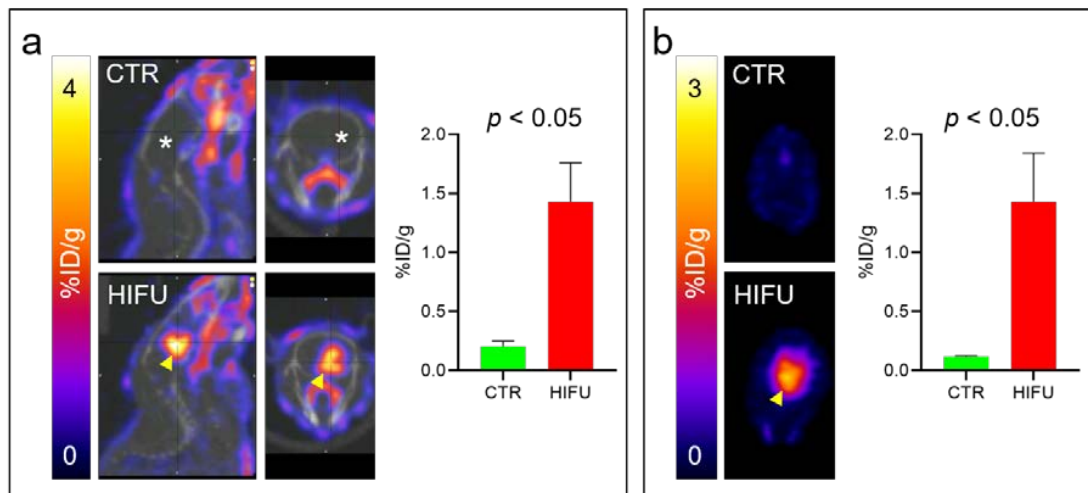 a
4
%ID/g
0
CTR
*
*
HIFU
p < 0.05
%ID/g
2.0
1.5
1.0
0.5
0.0
CTR HIFU
b
3
%ID/g
0
CTR
HIFU
p < 0.05
%ID/g
2.0
1.5
1.0
0.5
0.0
CTR HIFU